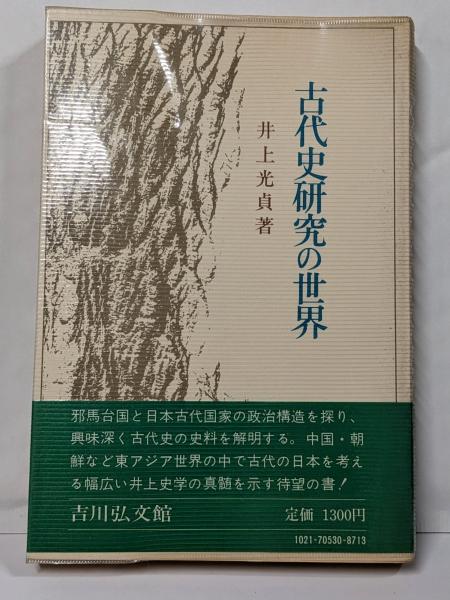 古代史研究の世界
井上光貞著
邪馬台国と日本古代国家の政治構造を探り、
興味深く古代史の史料を解明する。中国・朝
鮮など東アジア世界の中で古代の日本を考え
る幅広い井上史学の真髄を示す待望の書!
吉川弘文館
定価 1300円
1021-70530-8713